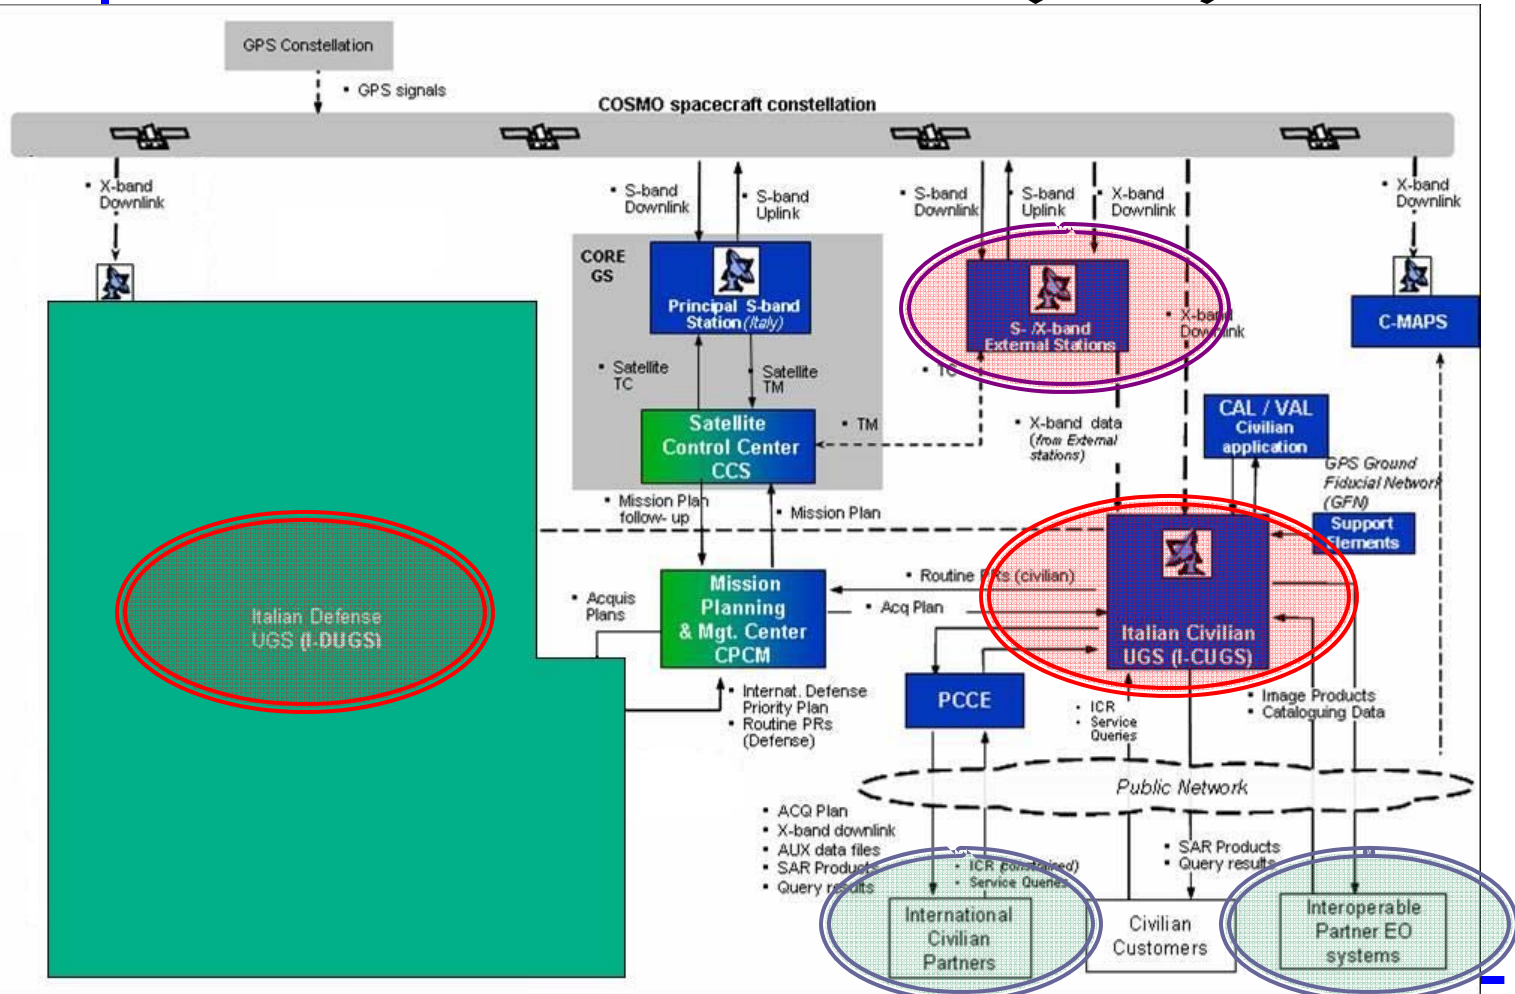 GPS Constellation
▪ GPS signals
COSMO spacecraft constellation
▪ X-band
Downlink
▪ S-band
Downlink
▪ S-band
Uplink
▪ S-band
Downlink
▪ S-band
Uplink
▪ X-band
Downlink
▪ X-band
Downlink
CORE
GS
Principal S-band
Station (Italy)
S- /X-band
External Stations
▪ X-band
Downlink
C-MAPS
▪ Satellite
TC
▪ Satellite
TM
▪ TC
CAL / VAL
Civilian
application
Satellite
Control Center
CCS
▪ TM
▪ X-band data
(from External
stations)
GPS Ground
Fiducial Network
(GFN)
▪ Mission Plan
follow- up
▪ Mission Plan
Support
Elements
Mission
Planning
& Mgt. Center
CPCM
▪ Routine PRs (civilian)
▪ Acq Plan
▪ Acquis
Plans
Italian Defense
UGS (I-DUGS)
Italian Civilian
UGS (I-CUGS)
▪ Internat. Defense
Priority Plan
▪ Routine PRs
(Defense)
PCCE
▪ ICR
▪ Service
Queries
▪ Image Products
▪ Cataloguing Data
Public Network
▪ ACQ Plan
▪ X-band downlink
▪ AUX data files
▪ SAR Products
▪ Query results
▪ ICR (constrained)
▪ Service Queries
▪ SAR Products
▪ Query results
International
Civilian
Partners
Civilian
Customers
Interoperable
Partner EO
systems